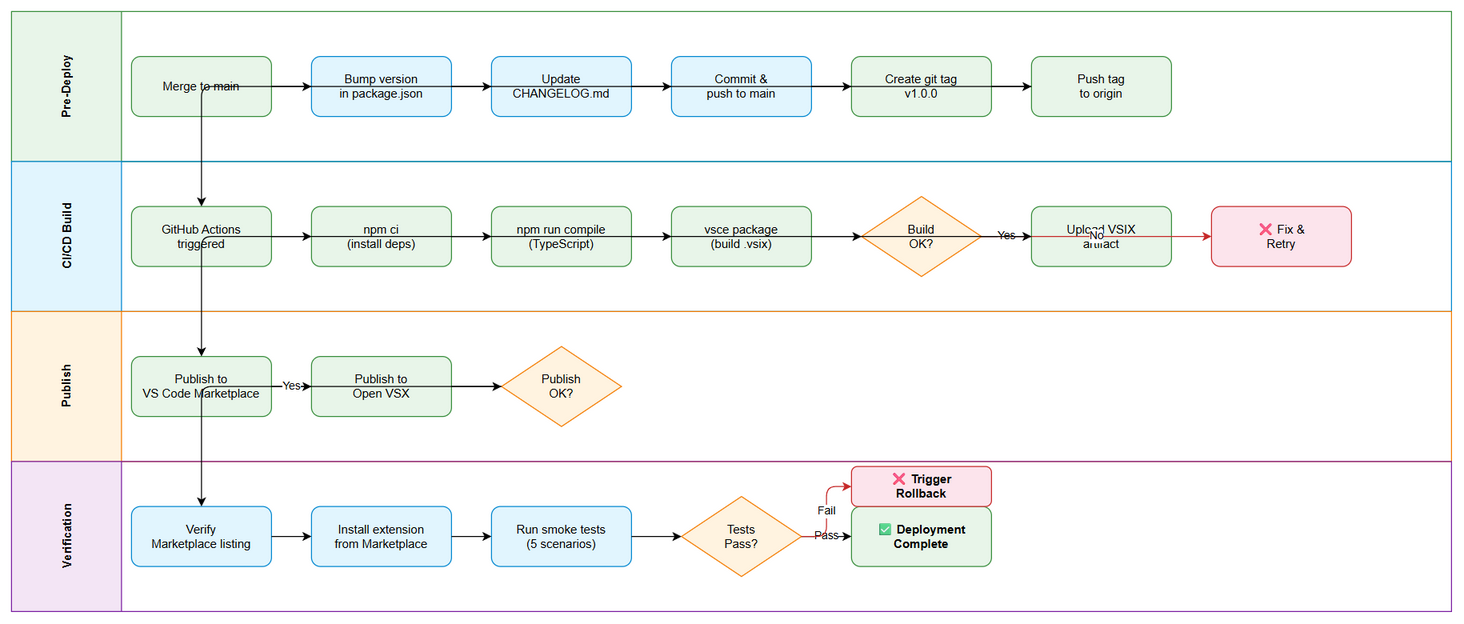 Pre-Deploy
Merge to main
Bump version
in package.json
Update
CHANGELOG.md
Commit &
push to main
Create git tag
v1.0.0
Push tag
to origin
CI/CD Build
GitHub Actions
triggered
npm ci
(install deps)
npm run compile
(TypeScript)
vsce package
(build .vsix)
Build
OK?
Yes
Upload VSIX
artifact
No
❌ Fix &
Retry
Publish
Publish to
VS Code Marketplace
Yes
Publish to
Open VSX
Publish
OK?
Verification
Verify
Marketplace listing
Install extension
from Marketplace
Run smoke tests
(5 scenarios)
Tests
Pass?
Fail
❌ Trigger
Rollback
Pass
✅ Deployment
Complete